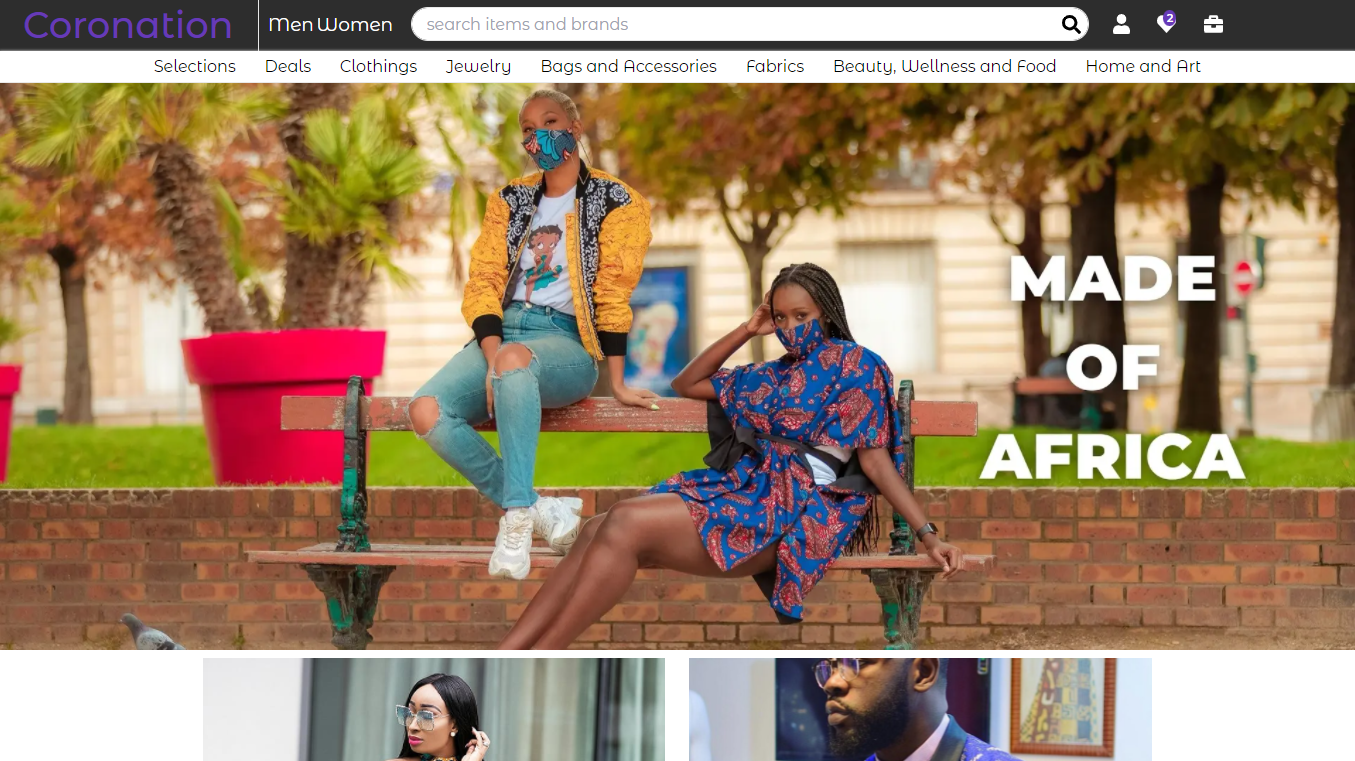 Coronation
Men Women
search items and brands
2
Selections Deals Clothings Jewelry Bags and Accessories Fabrics Beauty, Wellness and Food Home and Art
MADE
OF
AFRICA